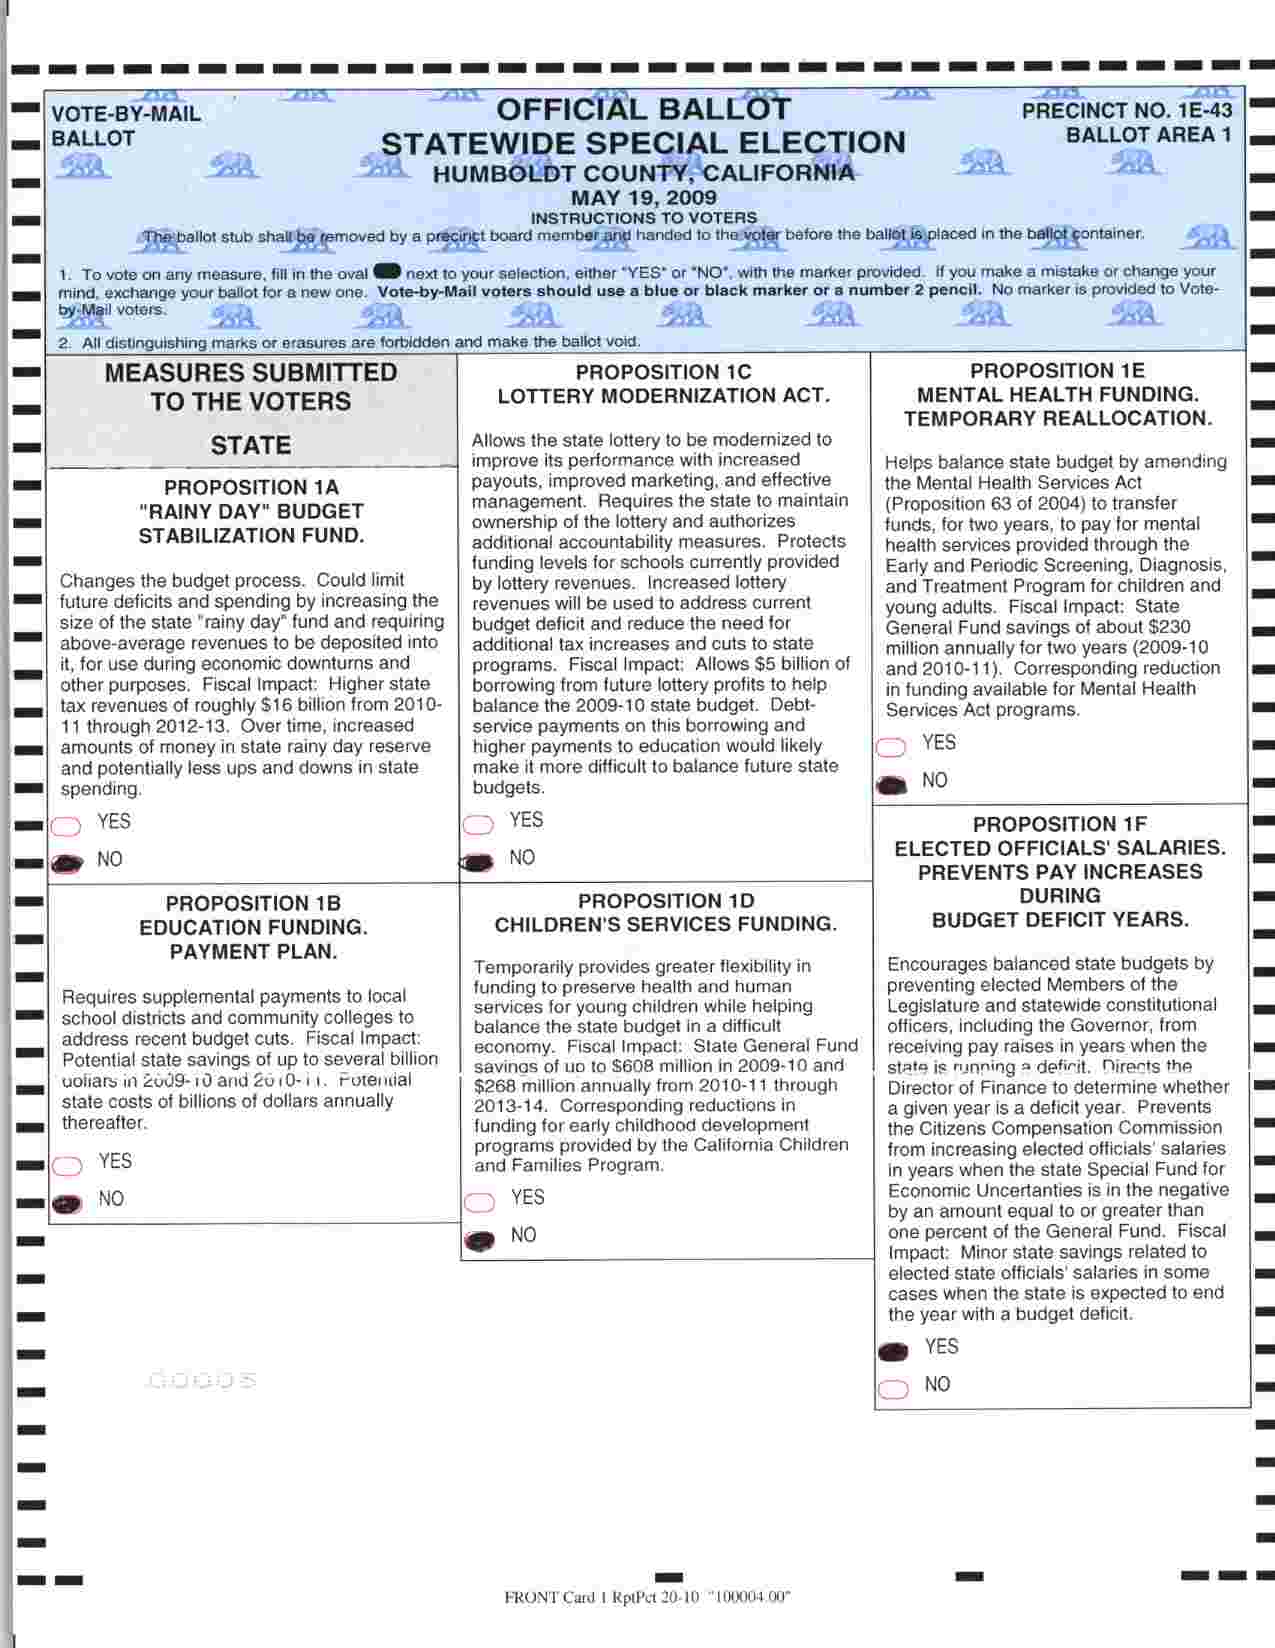 VOTE-BY-MAIL
BALLOT
OFFICIAL BALLOT
STATEWIDE SPECIAL ELECTION
HUMBOLDT COUNTY, CALIFORNIA
MAY 19, 2009
PRECINCT NO. 1E-43
BALLOT AREA 1
INSTRUCTIONS TO VOTERS
The ballot stub shall be removed by a precinct board member and handed to the voter before the ballot is placed in the ballot container.
1. To vote on any measure, fill in the oval next to your selection, either "YES" or "NO", with the marker provided. If you make a mistake or change your
mind, exchange your ballot for a new one. Vote-by-Mail voters should use a blue or black marker or a number 2 pencil. No marker is provided to Vote-
by-Mail voters.
2. All distinguishing marks or erasures are forbidden and make the ballot void.
MEASURES SUBMITTED
TO THE VOTERS
STATE
PROPOSITION 1A
"RAINY DAY" BUDGET
STABILIZATION FUND.
Changes the budget process. Could limit
future deficits and spending by increasing the
size of the state "rainy day" fund and requiring
above-average revenues to be deposited into
it, for use during economic downturns and
other purposes. Fiscal Impact: Higher state
tax revenues of roughly $16 billion from 2010-
11 through 2012-13. Over time, increased
amounts of money in state rainy day reserve
and potentially less ups and downs in state
spending.
YES
NO
PROPOSITION 1B
EDUCATION FUNDING.
PAYMENT PLAN.
Requires supplemental payments to local
school districts and community colleges to
address recent budget cuts. Fiscal Impact:
Potential state savings of up to several billion
dollars in 2009-10 and 2010-11. Potential
state costs of billions of dollars annually
thereafter.
YES
NO
PROPOSITION 1C
LOTTERY MODERNIZATION ACT.
Allows the state lottery to be modernized to
improve its performance with increased
payouts, improved marketing, and effective
management. Requires the state to maintain
ownership of the lottery and authorizes
additional accountability measures. Protects
funding levels for schools currently provided
by lottery revenues. Increased lottery
revenues will be used to address current
budget deficit and reduce the need for
additional tax increases and cuts to state
programs. Fiscal Impact: Allows $5 billion of
borrowing from future lottery profits to help
balance the 2009-10 state budget. Debt-
service payments on this borrowing and
higher payments to education would likely
make it more difficult to balance future state
budgets.
YES
NO
PROPOSITION 1D
CHILDREN'S SERVICES FUNDING.
Temporarily provides greater flexibility in
funding to preserve health and human
services for young children while helping
balance the state budget in a difficult
economy. Fiscal Impact: State General Fund
savings of up to $608 million in 2009-10 and
$268 million annually from 2010-11 through
2013-14. Corresponding reductions in
funding for early childhood development
programs provided by the California Children
and Families Program.
YES
NO
PROPOSITION 1E
MENTAL HEALTH FUNDING.
TEMPORARY REALLOCATION.
Helps balance state budget by amending
the Mental Health Services Act
(Proposition 63 of 2004) to transfer
funds, for two years, to pay for mental
health services provided through the
Early and Periodic Screening, Diagnosis,
and Treatment Program for children and
young adults. Fiscal Impact: State
General Fund savings of about $230
million annually for two years (2009-10
and 2010-11). Corresponding reduction
in funding available for Mental Health
Services Act programs.
YES
NO
PROPOSITION 1F
ELECTED OFFICIALS' SALARIES.
PREVENTS PAY INCREASES
DURING
BUDGET DEFICIT YEARS.
Encourages balanced state budgets by
preventing elected Members of the
Legislature and statewide constitutional
officers, including the Governor, from
receiving pay raises in years when the
state is running a deficit. Directs the
Director of Finance to determine whether
a given year is a deficit year. Prevents
the Citizens Compensation Commission
from increasing elected officials' salaries
in years when the state Special Fund for
Economic Uncertanties is in the negative
by an amount equal to or greater than
one percent of the General Fund. Fiscal
Impact: Minor state savings related to
elected state officials' salaries in some
cases when the state is expected to end
the year with a budget deficit.
YES
NO
00005
FRONT Card 1 RptPct 20-10 "100004.00"